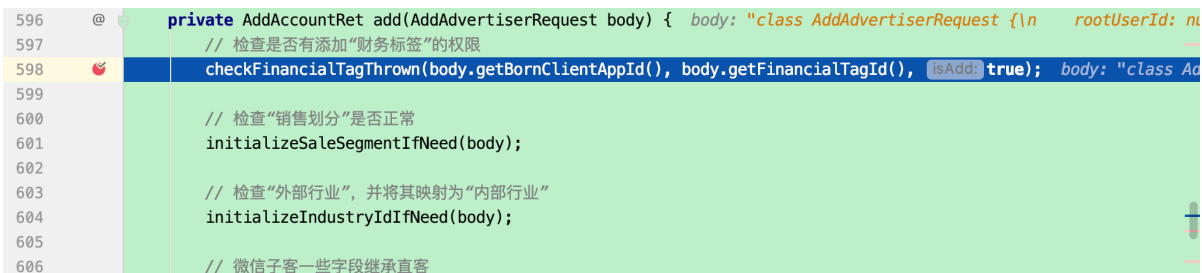 596 @ private AddAccountRet add(AddAdvertiserRequest body) { body: "class AddAdvertiserRequest {\n rootUserId: nu
597 // 检查是否有添加“财务标签”的权限
598 checkFinancialTagThrown(body.getBornClientAppId(), body.getFinancialTagId(), isAdd: true); body: "class Ad
599
600 // 检查“销售划分”是否正常
601 initializeSaleSegmentIfNeed(body);
602
603 // 检查“外部行业”，并将其映射为“内部行业”
604 initializeIndustryIdIfNeed(body);
605
606 // 微信子客一些字段继承直客